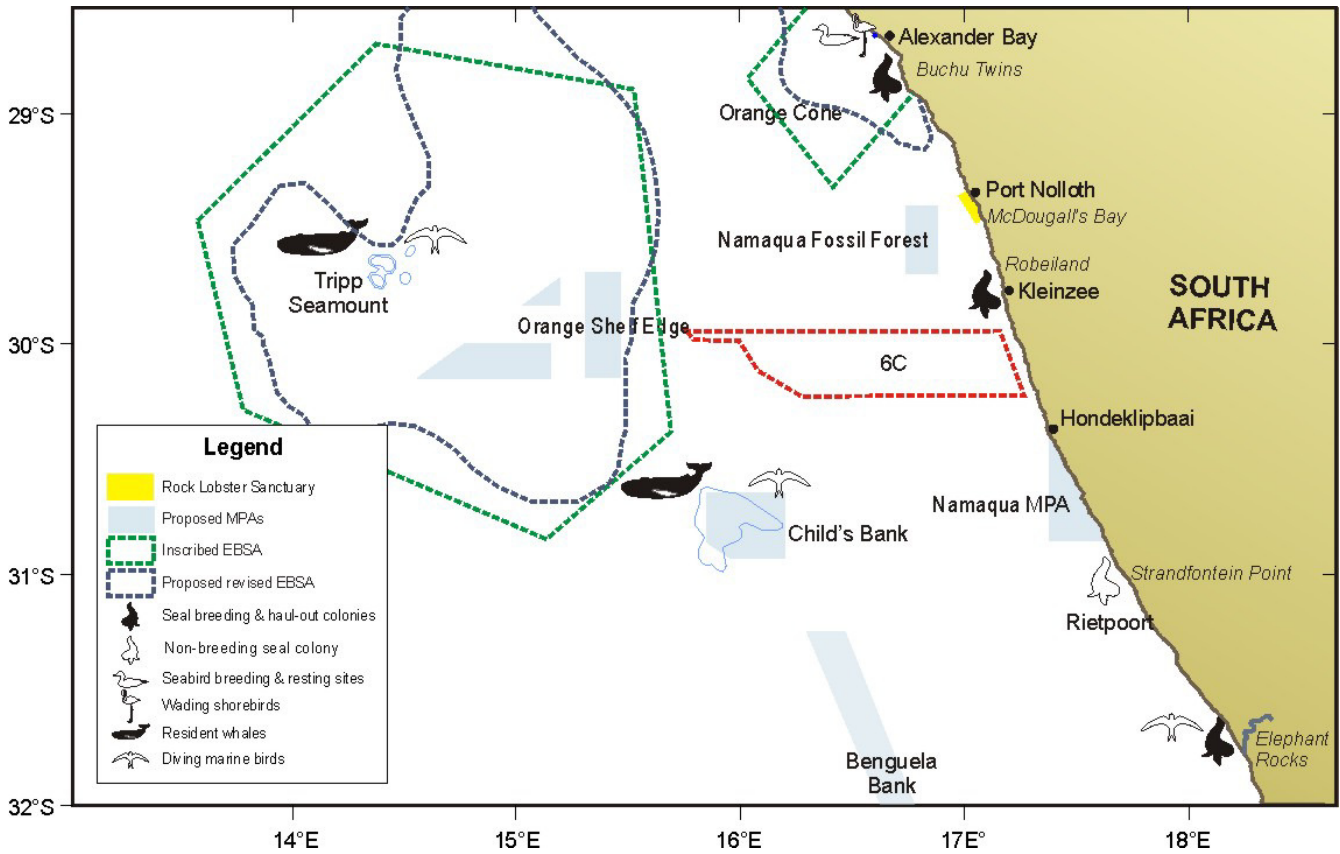 Alexander Bay
Buchu Twins
29°S
Orange Cone
Port Nolloth
McDougall's Bay
Namaqua Fossil Forest
Robeiland
Kleinzee
Tripp
Seamount
SOUTH
AFRICA
Orange Shelf Edge
30°S
6C
Hondeklipbaai
Legend
Rock Lobster Sanctuary
Proposed MPAs
Inscribed EBSA
Proposed revised EBSA
Seal breeding & haul-out colonies
Non-breeding seal colony
Seabird breeding & resting sites
Wading shorebirds
Resident whales
Diving marine birds
Namaqua MPA
Child's Bank
31°S
Strandfontein Point
Rietpoort
Elephant
Rocks
Benguela
Bank
32°S
14°E
15°E
16°E
17°E
18°E